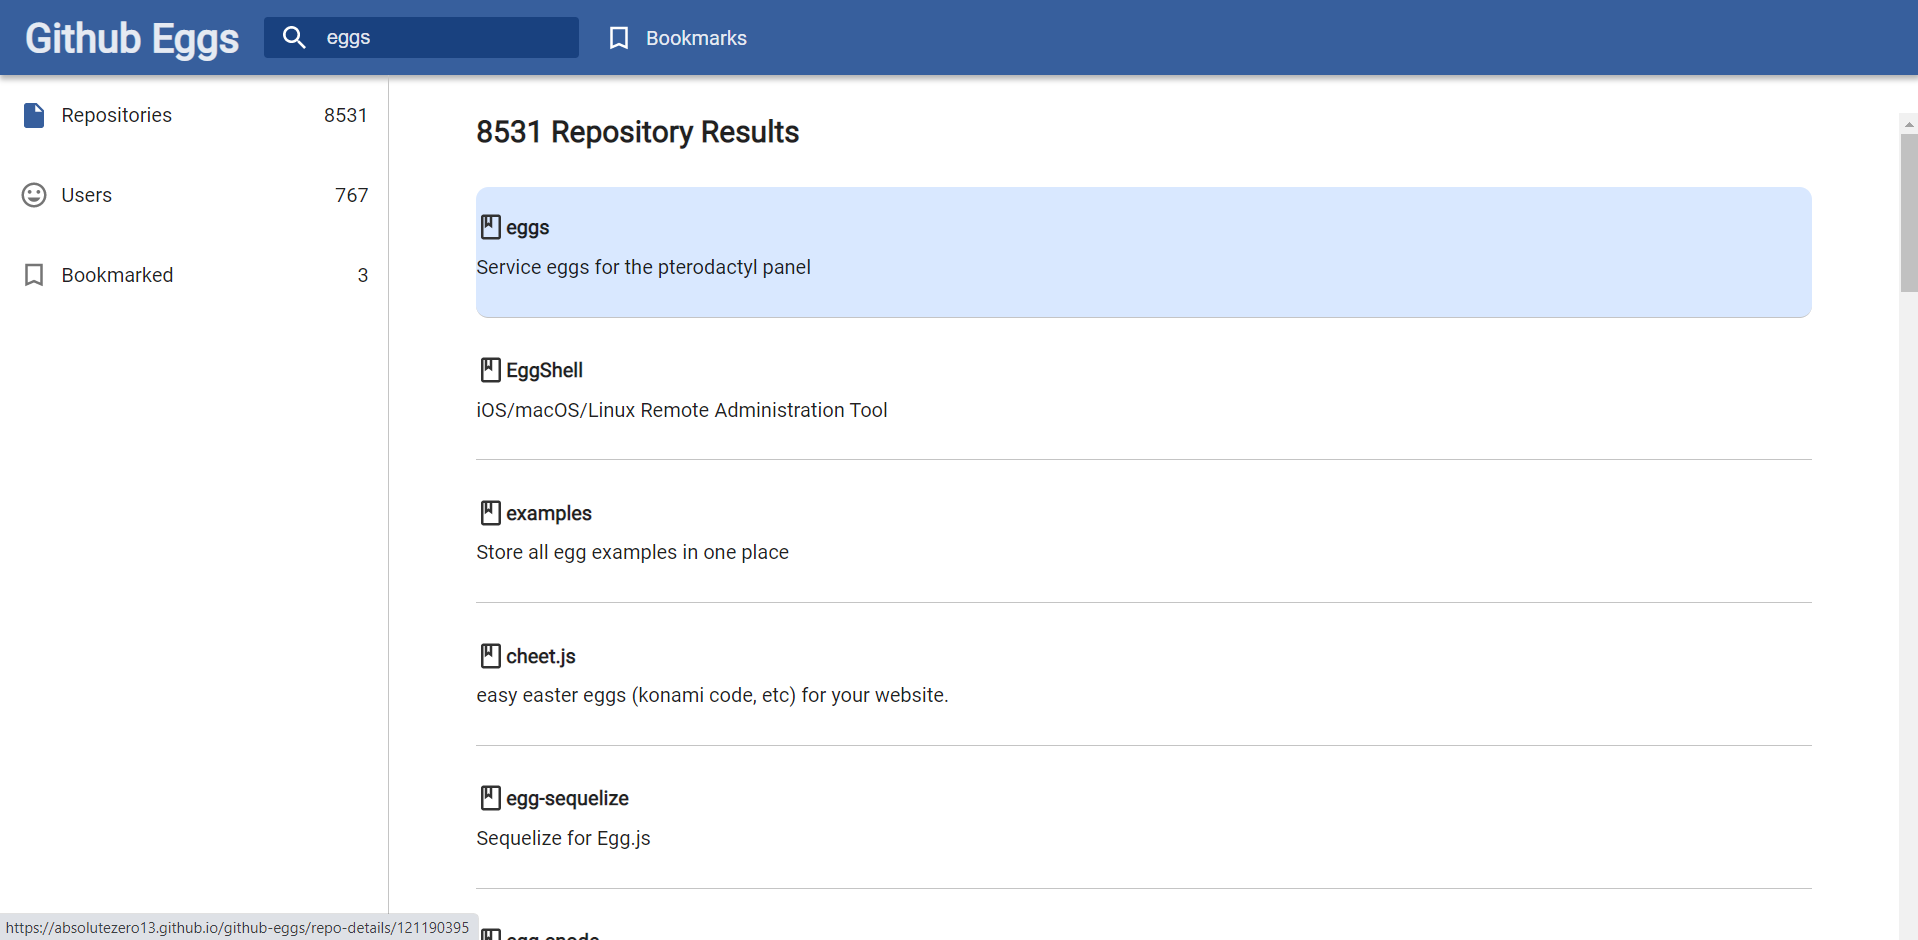 Github Eggs
eggs
Bookmarks
Repositories 8531
Users 767
Bookmarked 3
8531 Repository Results
eggs
Service eggs for the pterodactyl panel
EggShell
iOS/macOS/Linux Remote Administration Tool
examples
Store all egg examples in one place
cheet.js
easy easter eggs (konami code, etc) for your website.
egg-sequelize
Sequelize for Egg.js
https://absolutezero13.github.io/github-eggs/repo-details/121190395